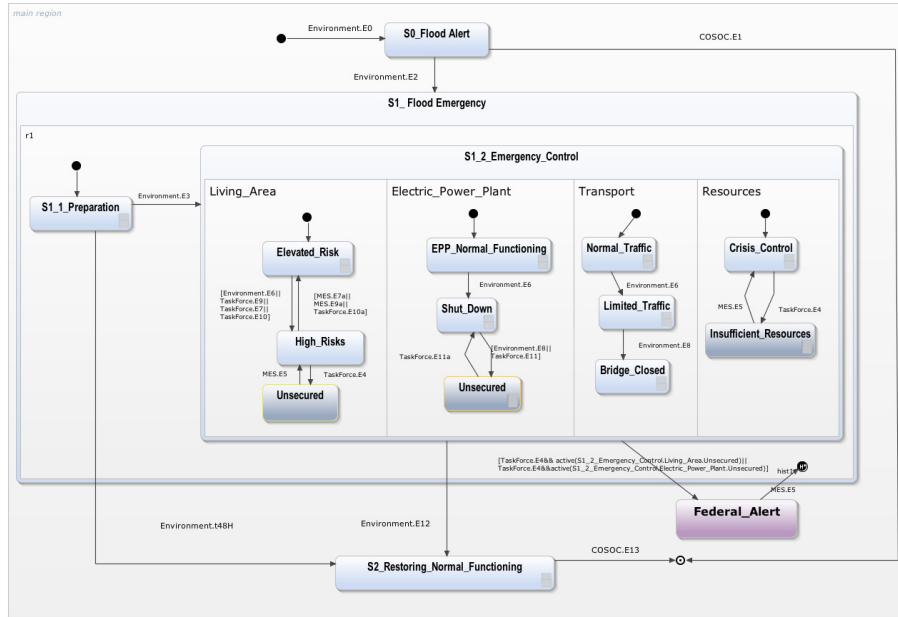 main region
Environment.E0
S0_Flood Alert
COSOC.E1
Environment.E2
S1_ Flood Emergency
r1
S1_2_Emergency_Control
Living_Area
Electric_Power_Plant
Transport
Resources
S1_1_Preparation
Environment.E3
Elevated_Risk
EPP_Normal_Functioning
Normal_Traffic
Crisis_Control
[Environment.E6||
TaskForce.E9||
TaskForce.E7||
TaskForce.E10]
[MES.E7a||
MES.E9a||
TaskForce.E10a]
Environment.E6
Environment.E6
Shut_Down
Limited_Traffic
MES.E5
TaskForce.E4
High_Risks
Insufficient_Resources
TaskForce.E11a
[Environment.E8||
TaskForce.E11]
Environment.E8
MES.E5
TaskForce.E4
Bridge_Closed
Unsecured
Unsecured
[TaskForce.E4&& active(S1_2_Emergency_Control.Living_Area.Unsecured)||
TaskForce.E4&&active(S1_2_Emergency_Control.Electric_Power_Plant.Unsecured)]
MES.E5
Federal_Alert
Environment.t48H
Environment.E12
COSOC.E13
S2_Restoring_Normal_Functioning